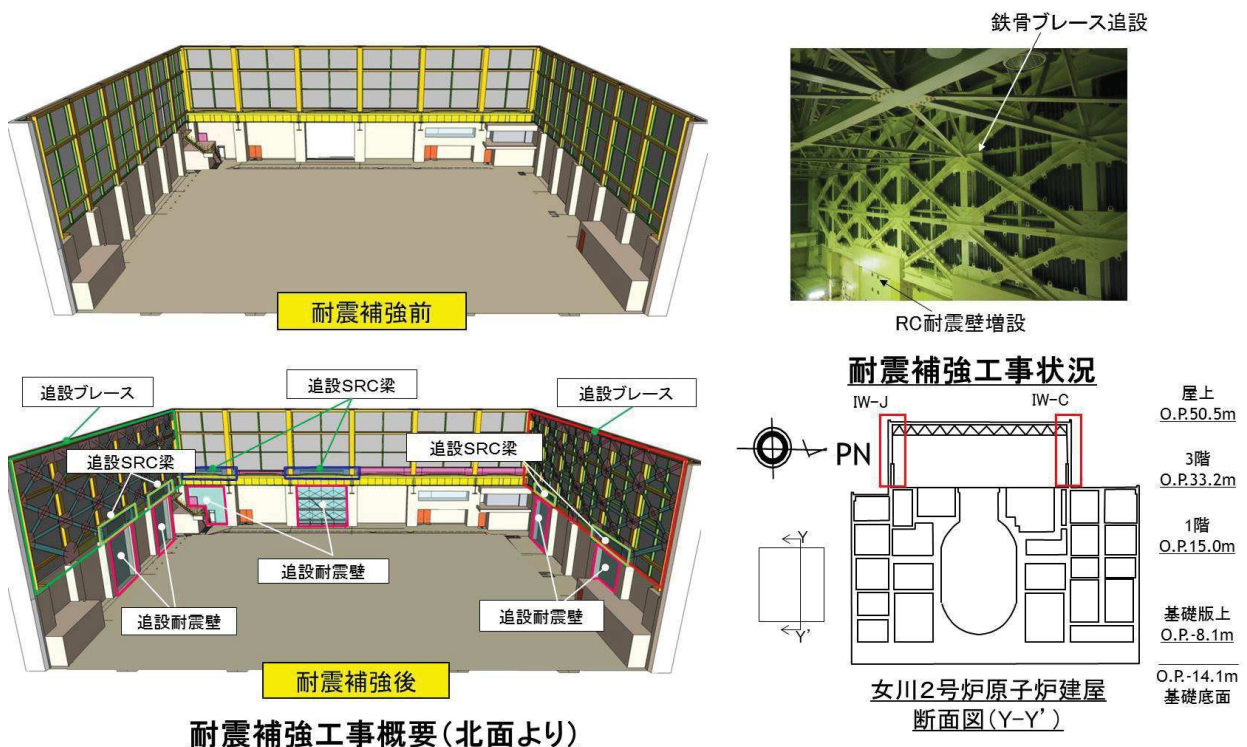 耐震補強前
追設ブレース
追設SRC梁
追設ブレース
追設SRC梁
追設SRC梁
追設耐震壁
追設耐震壁
追設耐震壁
耐震補強後
耐震補強工事概要(北面より)
鉄骨ブレース追設
RC耐震壁増設
耐震補強工事状況
IW-J
IW-C
PN
Y
Y'
屋上
O.P.50.5m
3階
O.P.33.2m
1階
O.P.15.0m
基礎版上
O.P.-8.1m
O.P.-14.1m
基礎底面
女川2号炉原子炉建屋
断面図(Y-Y')